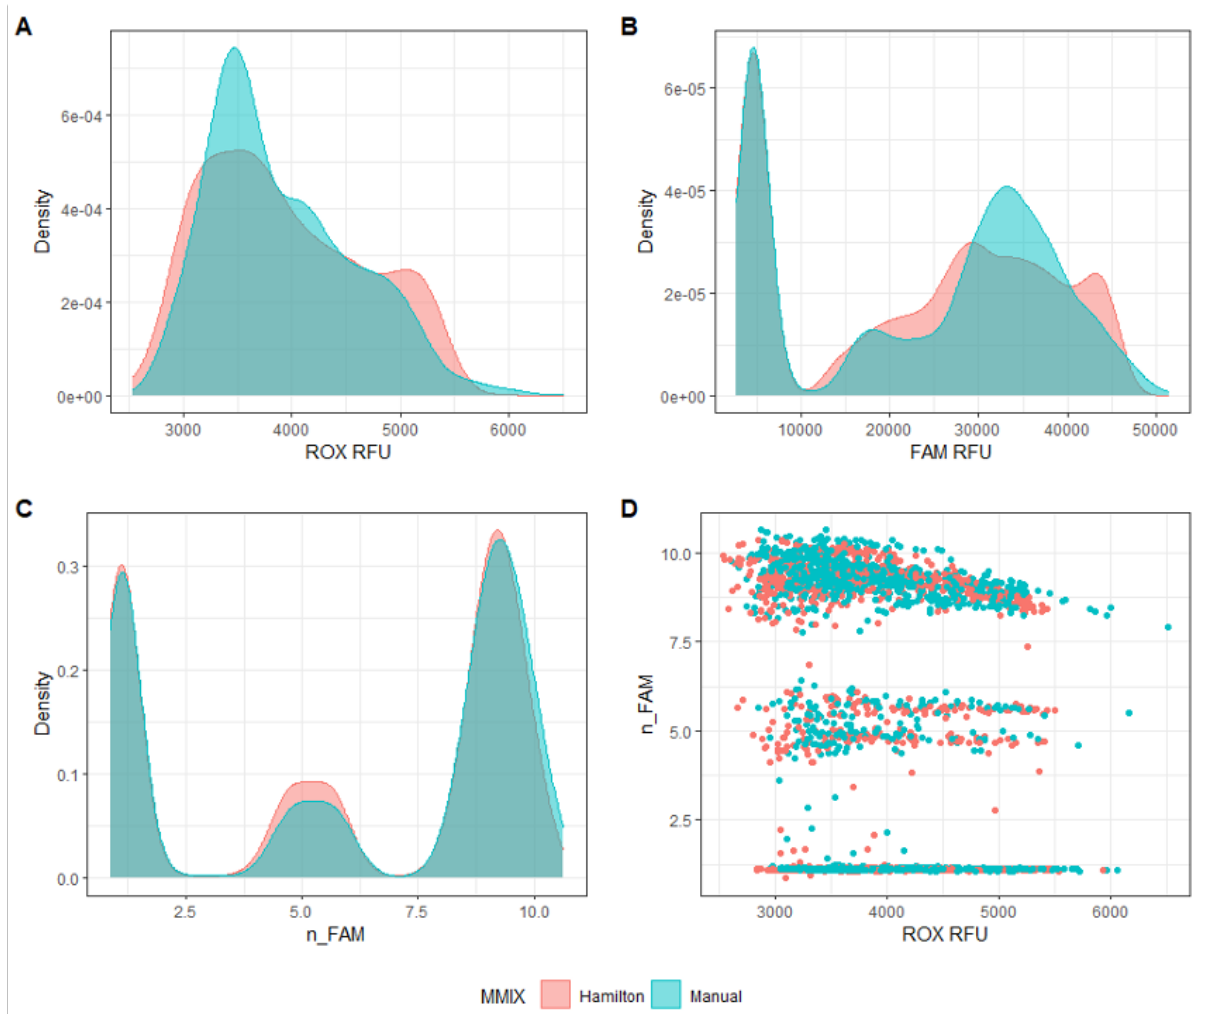 A
Density
6e-04
4e-04
2e-04
0e+00
3000 4000 5000 6000
ROX RFU
B
Density
6e-05
4e-05
2e-05
0e+00
10000 20000 30000 40000 50000
FAM RFU
C
Density
0.3
0.2
0.1
0.0
2.5 5.0 7.5 10.0
n_FAM
D
n_FAM
10.0
7.5
5.0
2.5
3000 4000 5000 6000
ROX RFU
MMIX Hamilton Manual